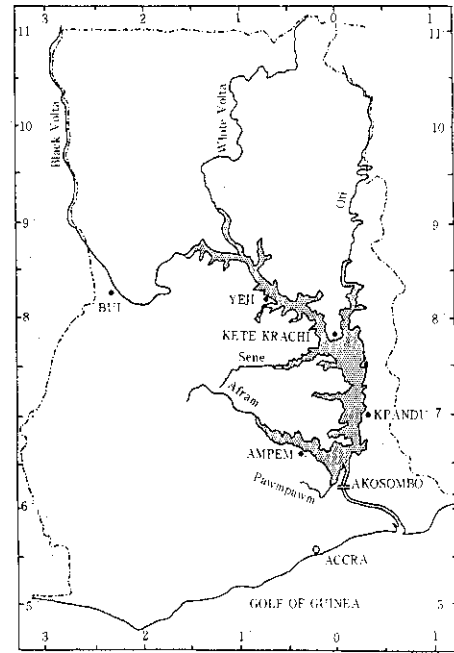 3 2 1 0 1
11 11
10 10
9 9
8 8
7 7
6 6
5 5
Black Volta
White Volta
Oti
BUI
YEJI
KETE KRACHI
Sene
Afram
KPANDU
AMPEM
Pawmpawm
AKOSOMBO
ACCRA
GOLF OF GUINEA
3 2 1 0 1